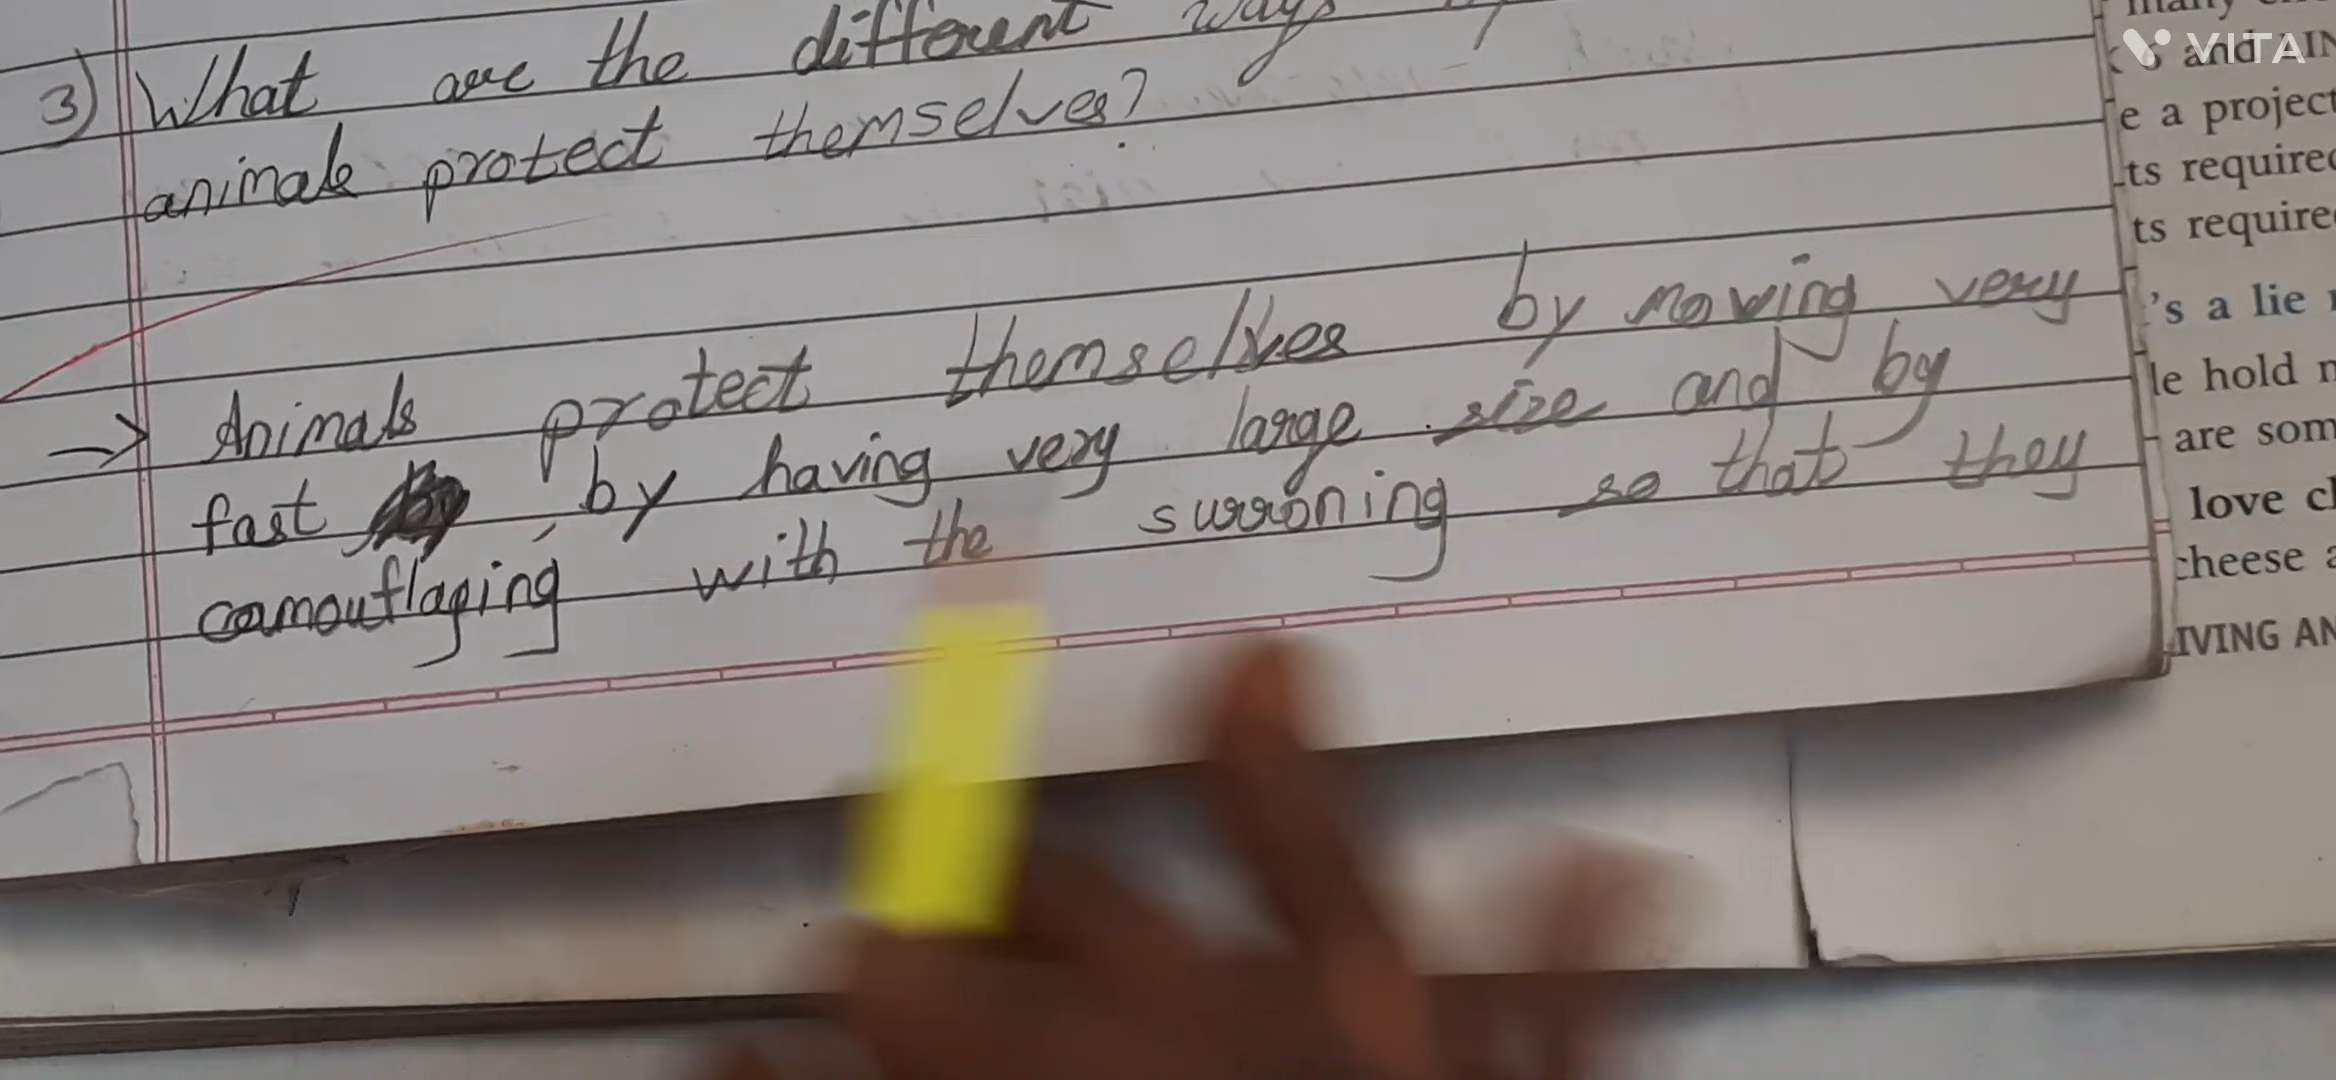 3) What are the different ways
animals protect themselves?
→ Animals protect themselves by moving very
fast , by having very large size and by
camouflaging with the surroning so that they
VITA
and
e a project
ts required
ts require
's a lie
le hold
are som
love
cheese
IVING AN